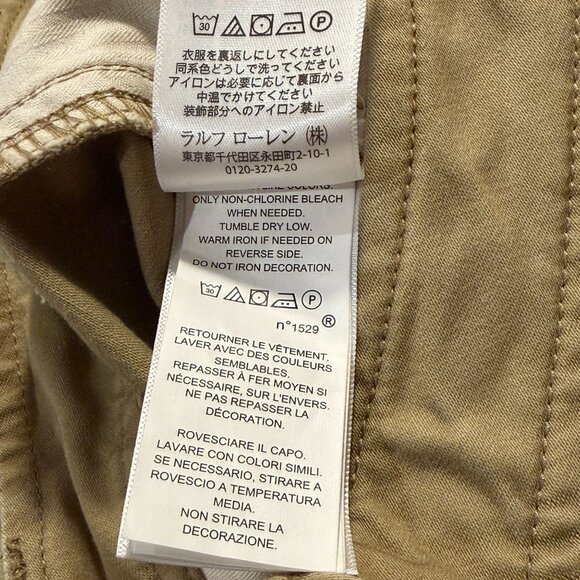 30 P
衣服を裏返しにしてください
同系色どうしで洗ってください
アイロンは必要に応じて裏面から
中温でかけてください
装飾部分へのアイロン禁止
ラルフ ローレン (株)
東京都千代田区永田町2-10-1
0120-3274-20
LIKE COLORS.
ONLY NON-CHLORINE BLEACH
WHEN NEEDED.
TUMBLE DRY LOW.
WARM IRON IF NEEDED ON
REVERSE SIDE.
DO NOT IRON DECORATION.
30 P
n°1529 ®
RETOURNER LE VÊTEMENT.
LAVER AVEC DES COULEURS
SEMBLABLES.
REPASSER À FER MOYEN SI
NÉCESSAIRE, SUR L'ENVERS.
NE PAS REPASSER LA
DÉCORATION.
ROVESCIARE IL CAPO.
LAVARE CON COLORI SIMILI.
SE NECESSARIO, STIRARE A
ROVESCIO A TEMPERATURA
MEDIA.
NON STIRARE LA
DECORAZIONE.